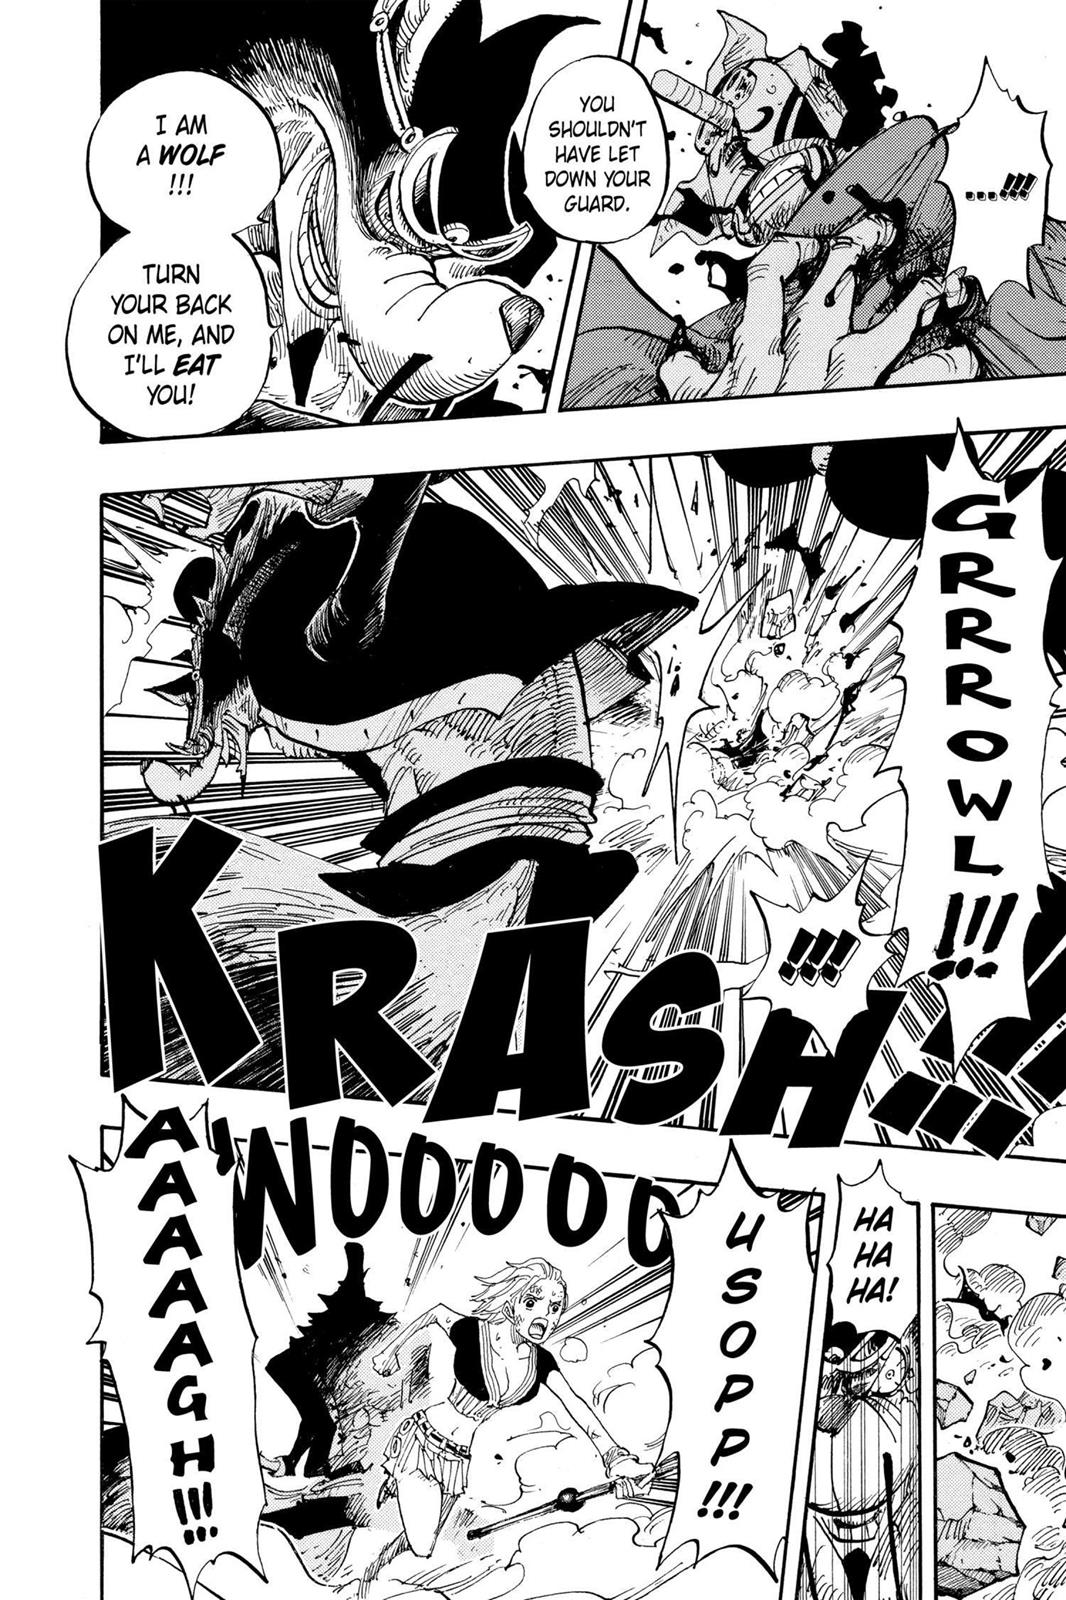 ....!!!
YOU
SHOULDN'T
HAVE LET
DOWN YOUR
GUARD.
I AM
A WOLF
!!!
TURN
YOUR BACK
ON ME, AND
I'LL EAT
YOU!
GRRROWL!!!
!!!
KRASH...!!!
HA
HA
HA!
USOPP!!!
'NOOOOO
AAAAAGH!!!